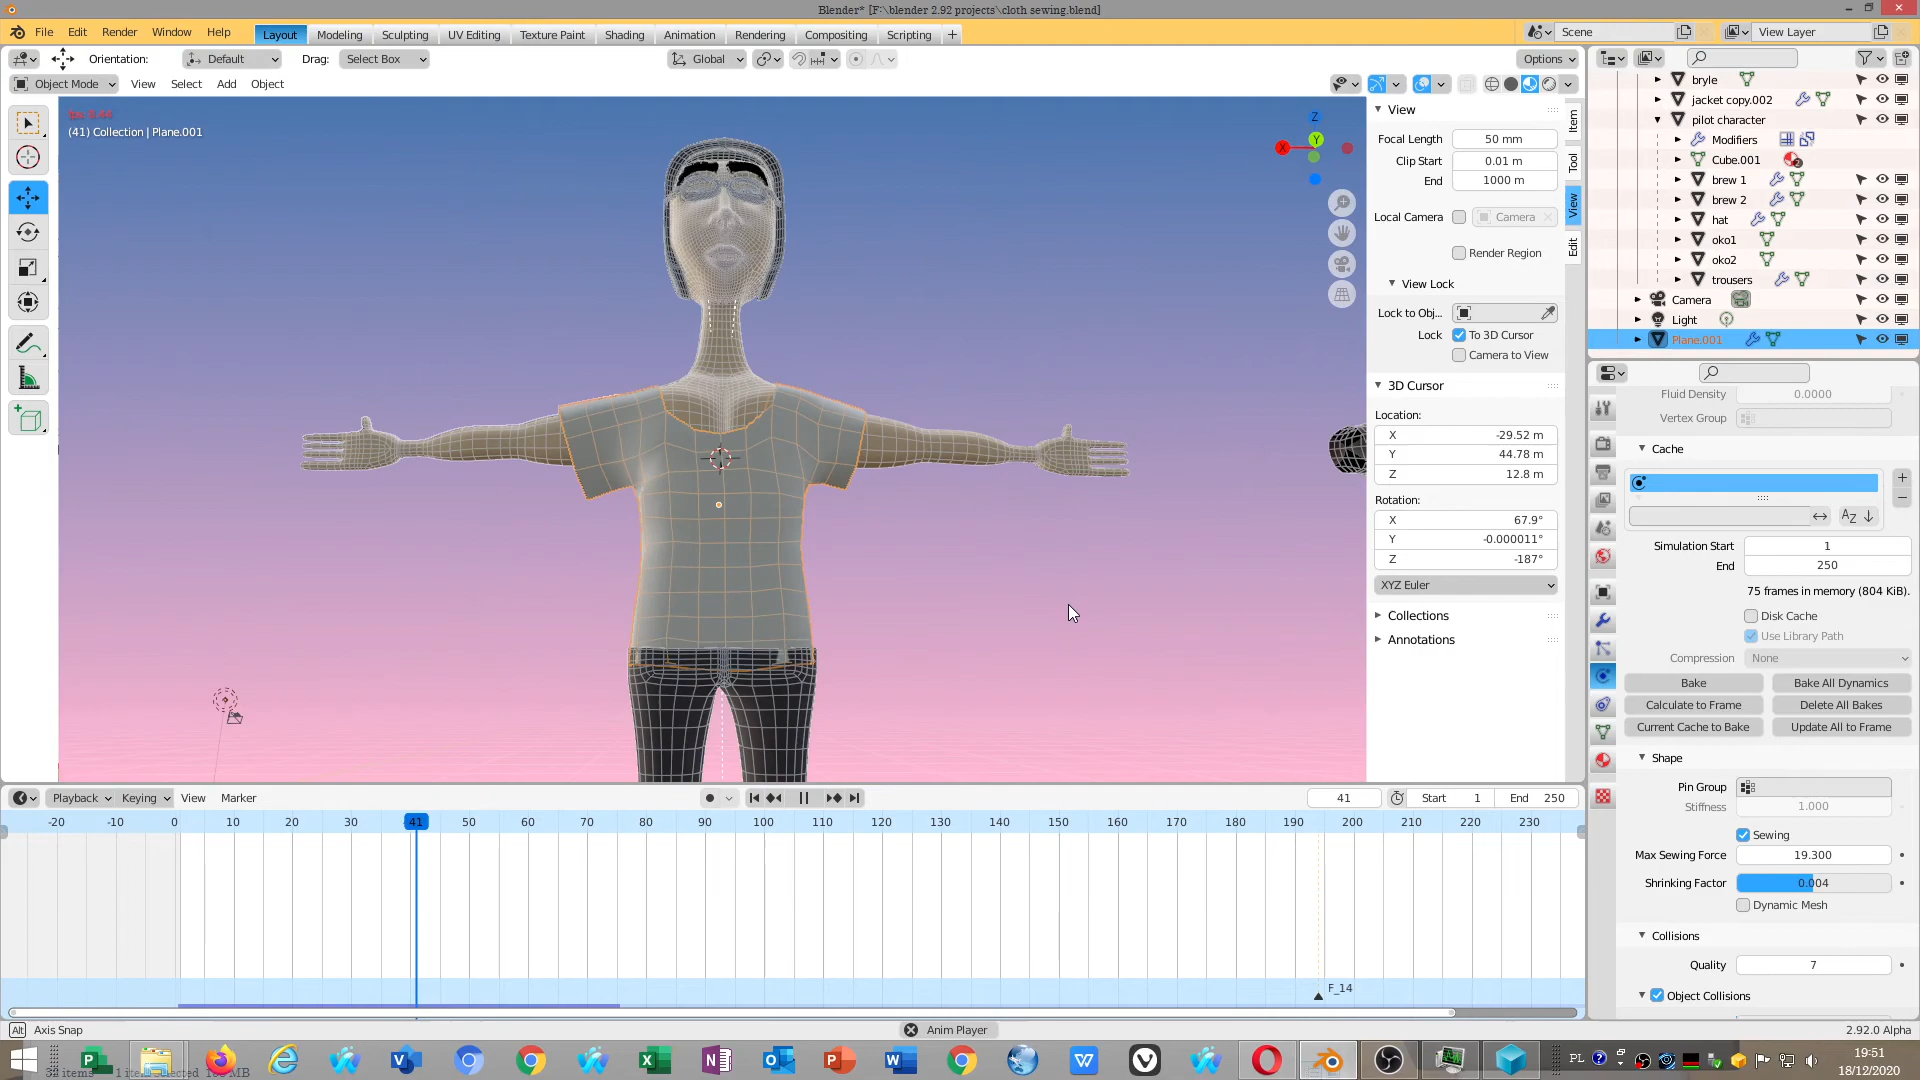 Blender* [F:\blender 2.92 projects\cloth sewing.blend]
File Edit Render Window Help Layout Modeling Sculpting UV Editing Texture Paint Shading Animation Rendering Compositing Scripting + Scene View Layer
Orientation: Default Drag: Select Box Global Options
Object Mode View Select Add Object
fps: 8.44
(41) Collection | Plane.001
Z
Y
X
View
Focal Length 50 mm
Clip Start 0.01 m
End 1000 m
Local Camera Camera
Render Region
View Lock
Lock to Obj...
Lock To 3D Cursor
Camera to View
3D Cursor
Location:
X -29.52 m
Y 44.78 m
Z 12.8 m
Rotation:
X 67.9°
Y -0.000011°
Z -187°
XYZ Euler
Collections
Annotations
Item
Tool
View
Edit
bryle
jacket copy.002
pilot character
Modifiers
Cube.001 2
brew 1
brew 2
hat
oko1
oko2
trousers
Camera
Light
Plane.001
Fluid Density 0.0000
Vertex Group
Cache
Simulation Start 1
End 250
75 frames in memory (804 KiB).
Disk Cache
Use Library Path
Compression None
Bake Bake All Dynamics
Calculate to Frame Delete All Bakes
Current Cache to Bake Update All to Frame
Shape
Pin Group
Stiffness 1.000
Sewing
Max Sewing Force 19.300
Shrinking Factor 0.004
Dynamic Mesh
Collisions
Quality 7
Object Collisions
Playback Keying View Marker 41 Start 1 End 250
-20 -10 0 10 20 30 41 50 60 70 80 90 100 110 120 130 140 150 160 170 180 190 200 210 220 230
F_14
Alt Axis Snap Anim Player 2.92.0 Alpha
PL 19:51
18/12/2020